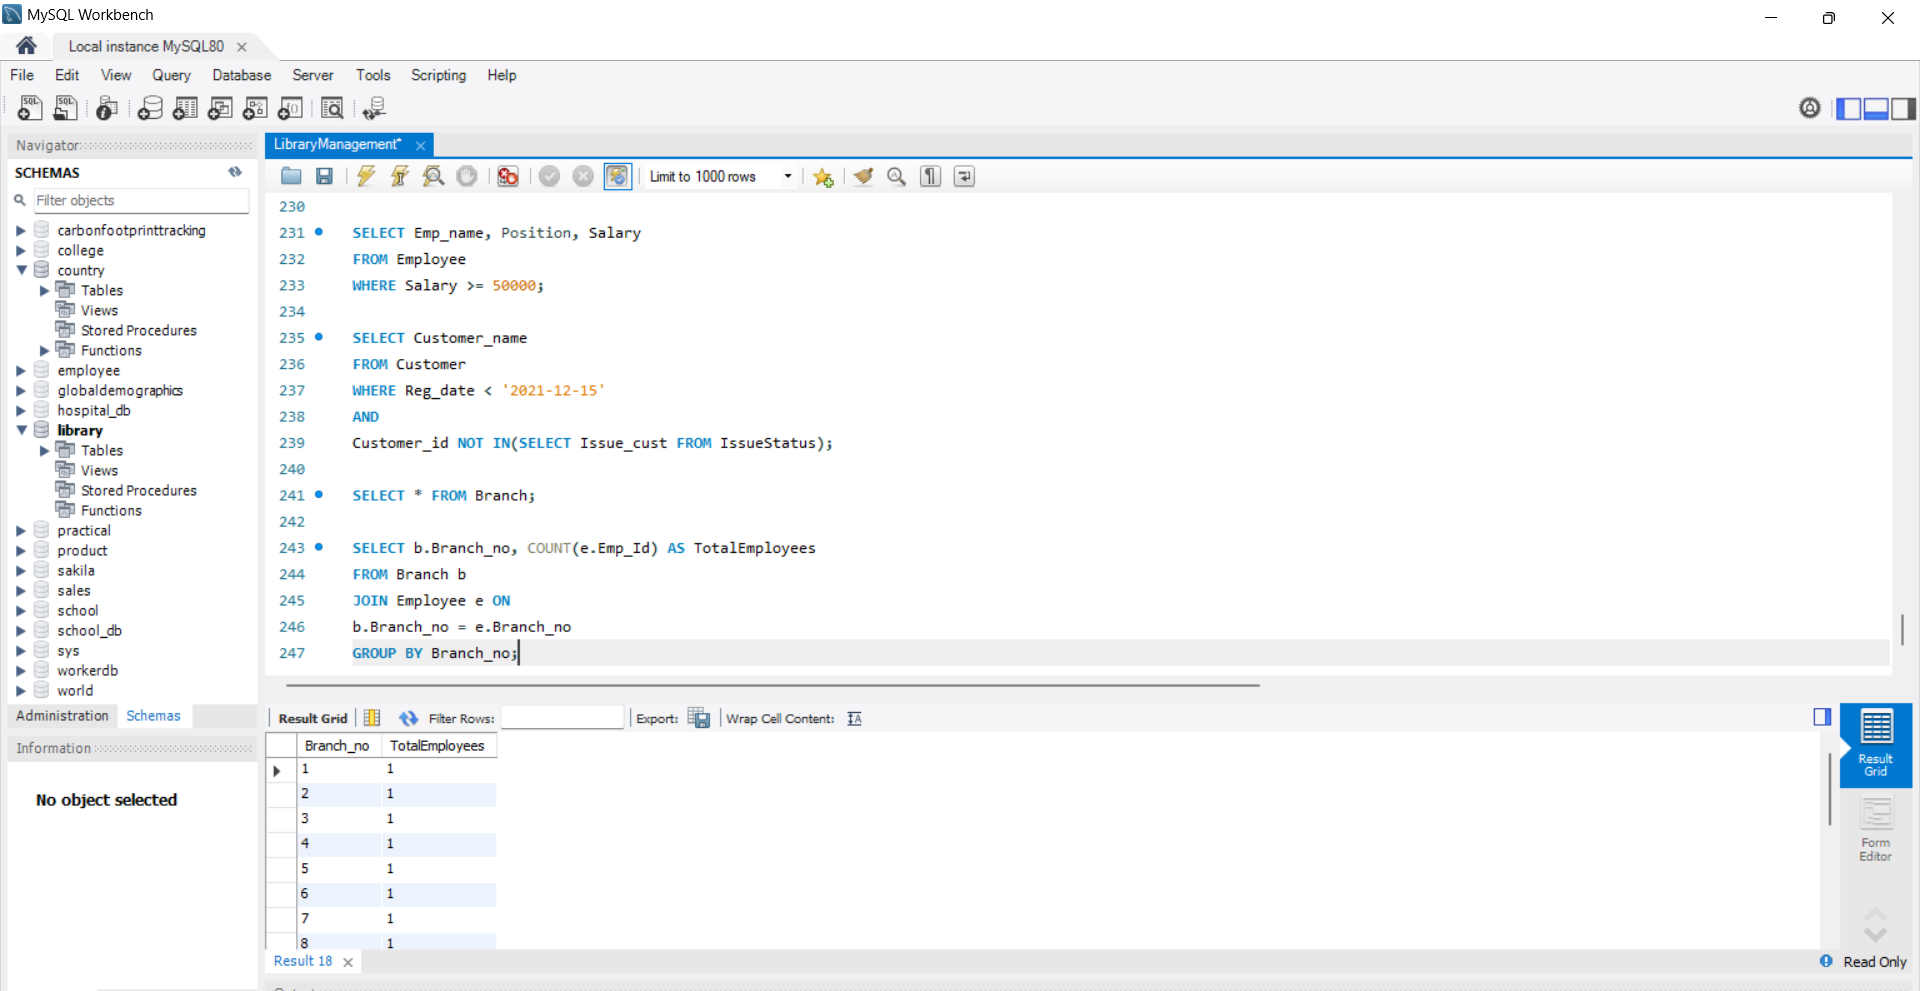 MySQL Workbench
Local instance MySQL80
File Edit View Query Database Server Tools Scripting Help
Navigator
SCHEMAS
Filter objects
carbonfootprinttracking
college
country
Tables
Views
Stored Procedures
Functions
employee
globaldemographics
hospital_db
library
Tables
Views
Stored Procedures
Functions
practical
product
sakila
sales
school
school_db
sys
workerdb
world
Administration Schemas
Information
No object selected
LibraryManagement*
Limit to 1000 rows
230
231 SELECT Emp_name, Position, Salary
232 FROM Employee
233 WHERE Salary >= 50000;
234
235 SELECT Customer_name
236 FROM Customer
237 WHERE Reg_date < '2021-12-15'
238 AND
239 Customer_id NOT IN(SELECT Issue_cust FROM IssueStatus);
240
241 SELECT * FROM Branch;
242
243 SELECT b.Branch_no, COUNT(e.Emp_Id) AS TotalEmployees
244 FROM Branch b
245 JOIN Employee e ON
246 b.Branch_no = e.Branch_no
247 GROUP BY Branch_no;
Result Grid Filter Rows: Export: Wrap Cell Content:
Branch_no TotalEmployees
1 1
2 1
3 1
4 1
5 1
6 1
7 1
8 1
Result Grid
Form Editor
Result 18
Read Only